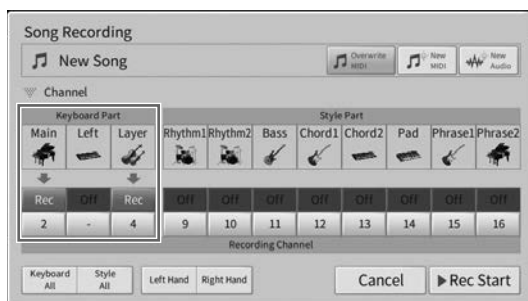 Song Recording
New Song
Overwrite MIDI
New MIDI
New Audio
Channel
Keyboard Part
Style Part
Main Left Layer Rhythm1 Rhythm2 Bass Chord1 Chord2 Pad Phrase1 Phrase2
Rec Off Rec Off Off Off Off Off Off Off Off
2 - 4 9 10 11 12 13 14 15 16
Recording Channel
Keyboard All
Style All
Left Hand
Right Hand
Cancel
Rec Start